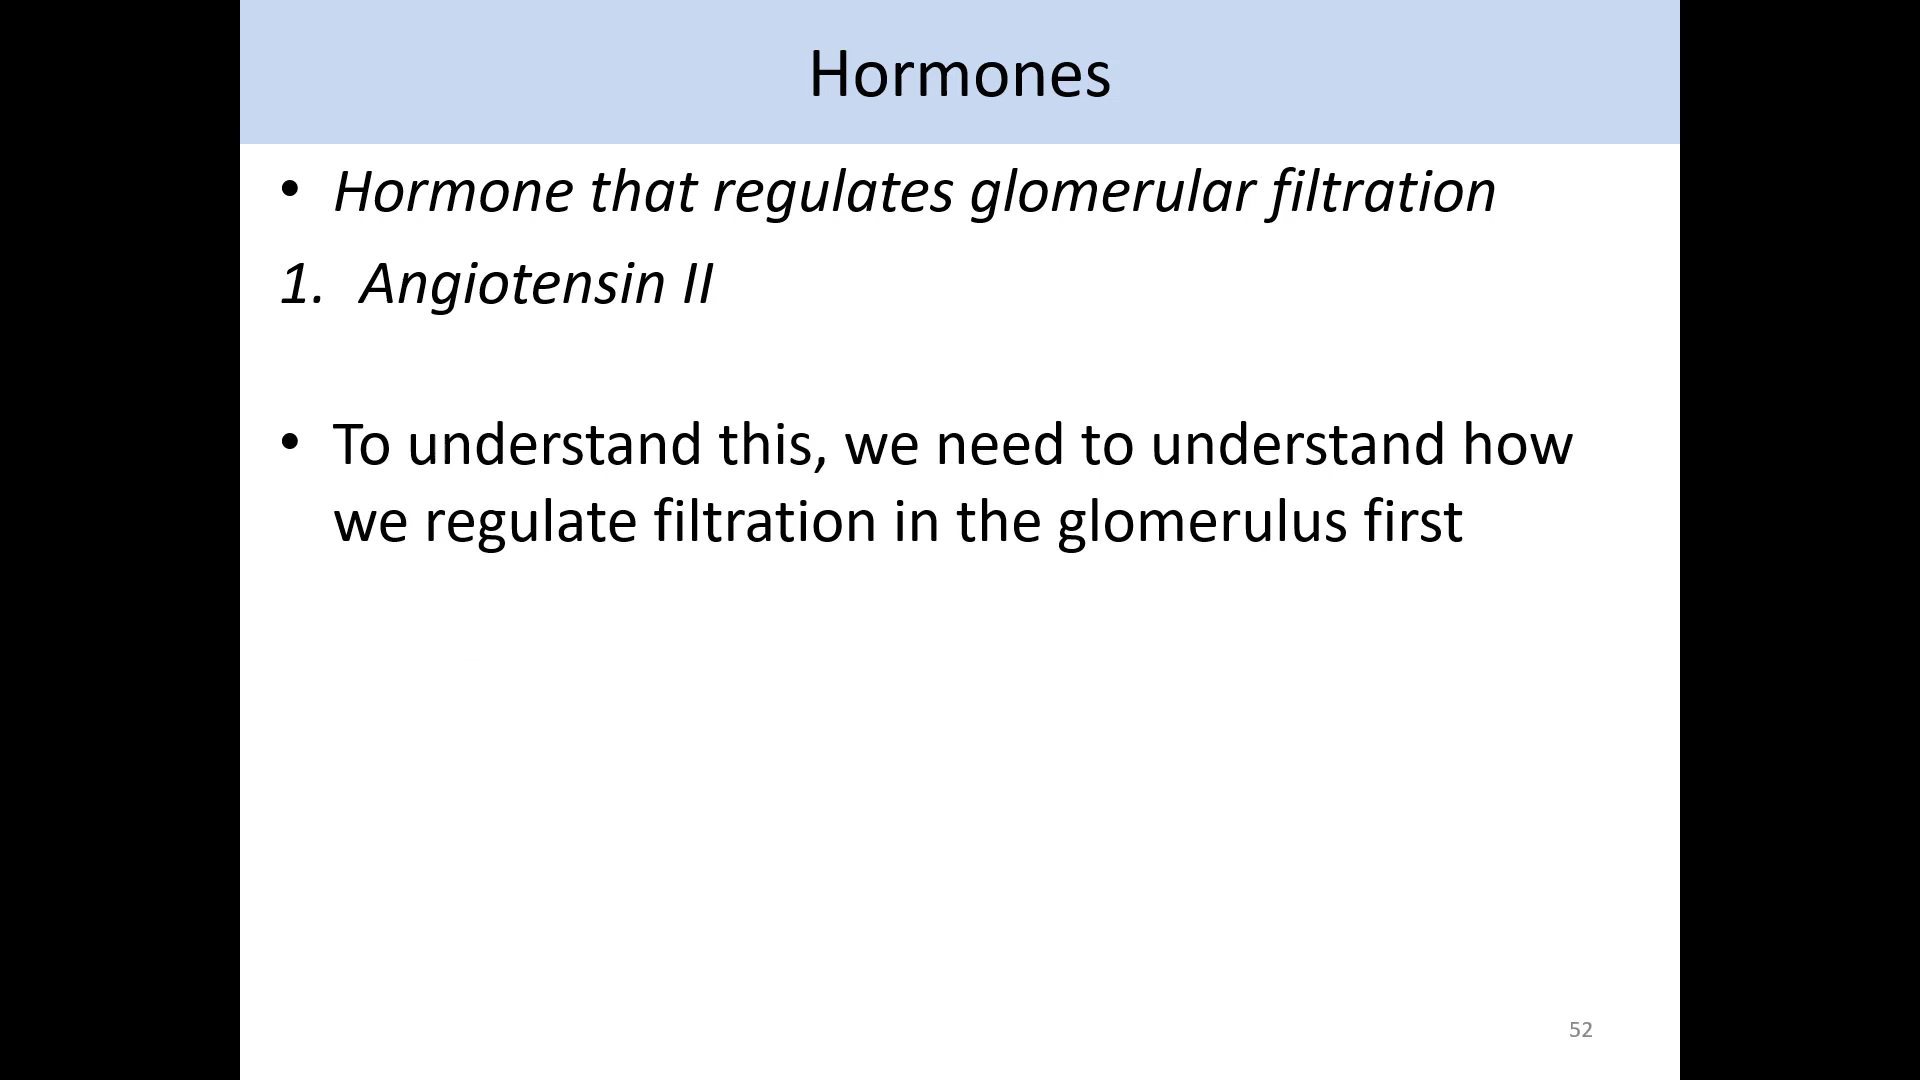 Hormones
• Hormone that regulates glomerular filtration
1. Angiotensin II
• To understand this, we need to understand how
we regulate filtration in the glomerulus first
52